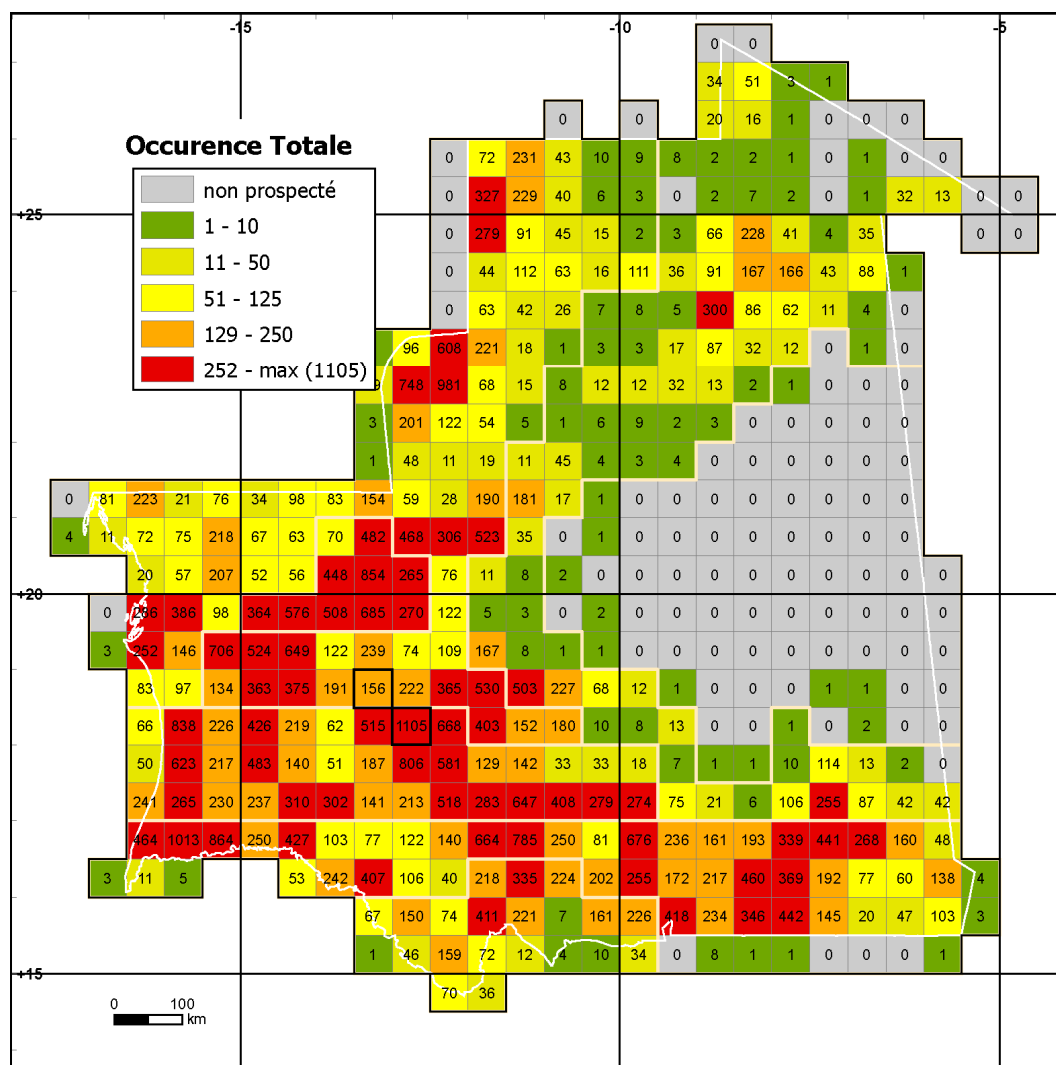 -15 -10 -5
0 0
34 51 3 1
0 0 20 16 1 0 0 0
Occurence Totale
0 72 231 43 10 9 8 2 2 1 0 1 0 0
non prospecté
0 327 229 40 6 3 0 2 7 2 0 1 32 13 0 0
1 - 10
+25
0 279 91 45 15 2 3 66 228 41 4 35 0 0
11 - 50
0 44 112 63 16 111 36 91 167 166 43 88 1
51 - 125
0 63 42 26 7 8 5 300 86 62 11 4 0
129 - 250
96 608 221 18 1 3 3 17 87 32 12 0 1 0
252 - max (1105)
748 981 68 15 8 12 12 32 13 2 1 0 0 0
3 201 122 54 5 1 6 9 2 3 0 0 0 0 0
1 48 11 19 11 45 4 3 4 0 0 0 0 0 0
0 81 223 21 76 34 98 83 154 59 28 190 181 17 1 0 0 0 0 0 0 0 0
4 11 72 75 218 67 63 70 482 468 306 523 35 0 1 0 0 0 0 0 0 0 0
20 57 207 52 56 448 854 265 76 11 8 2 0 0 0 0 0 0 0 0 0 0
+20
0 286 386 98 364 576 508 685 270 122 5 3 0 2 0 0 0 0 0 0 0 0 0
3 252 146 706 524 649 122 239 74 109 167 8 1 1 0 0 0 0 0 0 0 0 0
83 97 134 363 375 191 156 222 365 530 503 227 68 12 1 0 0 0 1 1 0 0
66 838 226 426 219 62 515 1105 668 403 152 180 10 8 13 0 0 1 0 2 0 0
50 623 217 483 140 51 187 806 581 129 142 33 33 18 7 1 1 10 114 13 2 0
241 265 230 237 310 302 141 213 518 283 647 408 279 274 75 21 6 106 255 87 42 42
464 1013 864 250 427 103 77 122 140 664 785 250 81 676 236 161 193 339 441 268 160 48
3 11 5 53 242 407 106 40 218 335 224 202 255 172 217 460 369 192 77 60 138 4
67 150 74 411 221 7 161 226 418 234 346 442 145 20 47 103 3
1 46 159 72 12 4 10 34 0 8 1 1 0 0 0 1
+15
70 36
0 100
km